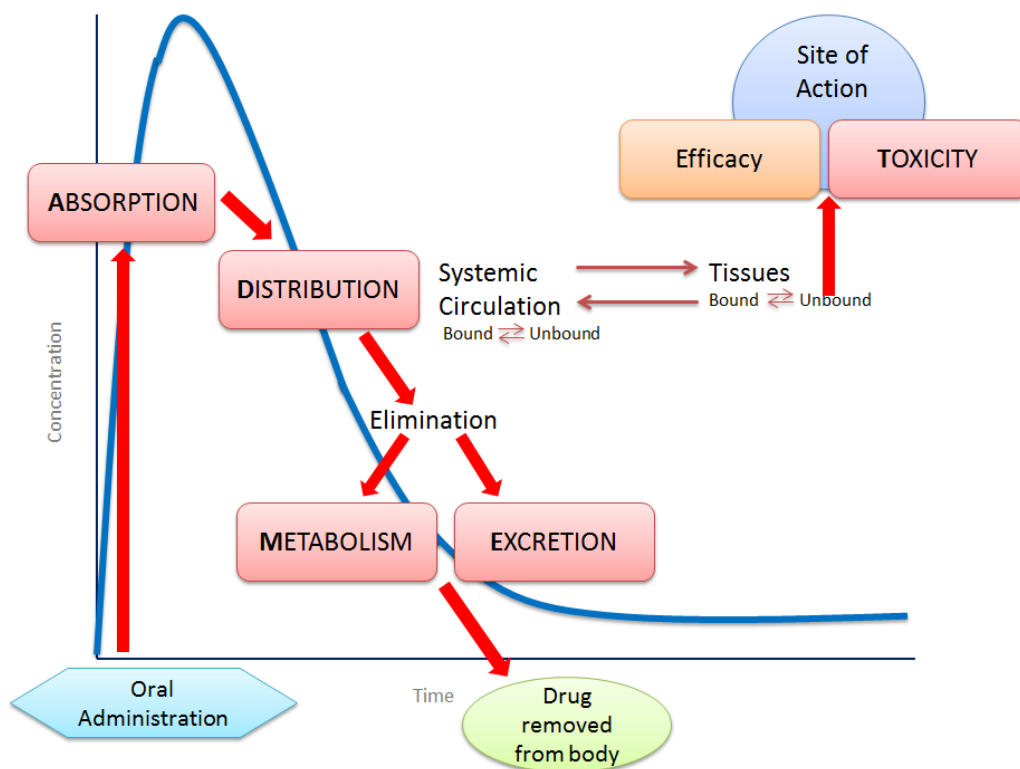 Site of
Action
Efficacy
TOXICITY
ABSORPTION
DISTRIBUTION
Systemic
Circulation
Bound ⇄ Unbound
Tissues
Bound ⇄ Unbound
Concentration
Elimination
METABOLISM
EXCRETION
Oral
Administration
Time
Drug
removed
from body